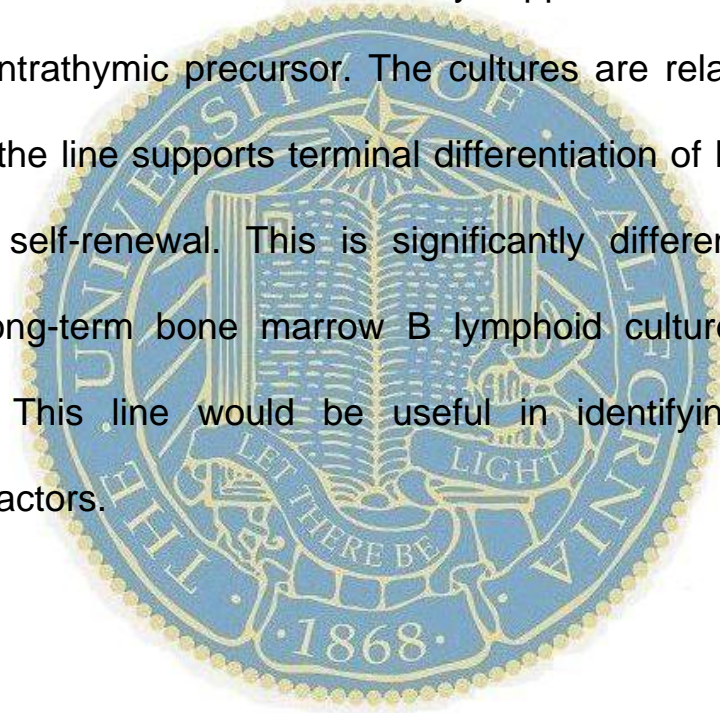 ntrathymic precursor. The cultures are rela
the line supports terminal differentiation of
self-renewal. This is significantly differen
ong-term bone marrow B lymphoid culture
This line would be useful in identifyin
actors.
THE · UNIVERSITY · OF · CALIFORNIA ·
LET THERE BE LIGHT
· 1868 ·